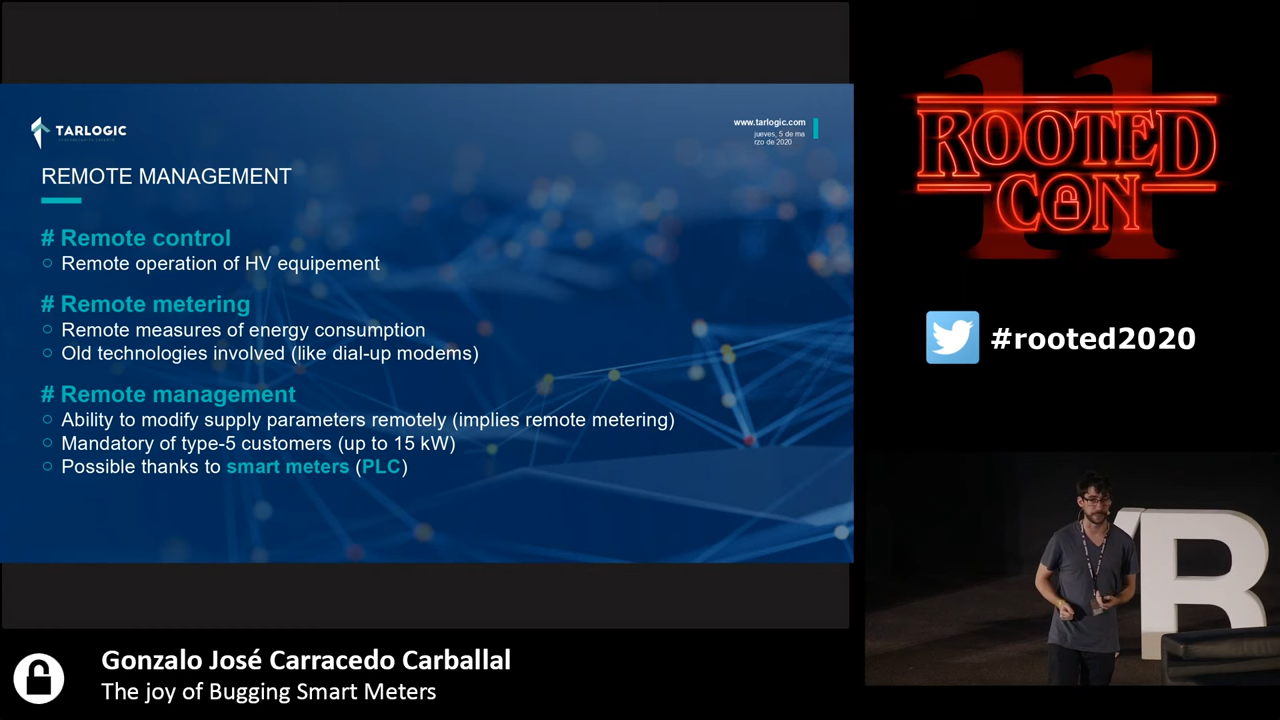 TARLOGIC
www.tarlogic.com
jueves, 5 de ma
rzo de 2020
REMOTE MANAGEMENT
# Remote control
Remote operation of HV equipement
# Remote metering
Remote measures of energy consumption
Old technologies involved (like dial-up modems)
# Remote management
Ability to modify supply parameters remotely (implies remote metering)
Mandatory of type-5 customers (up to 15 kW)
Possible thanks to smart meters (PLC)
11
ROOTED
CON
#rooted2020
R
Gonzalo José Carracedo Carballal
The joy of Bugging Smart Meters